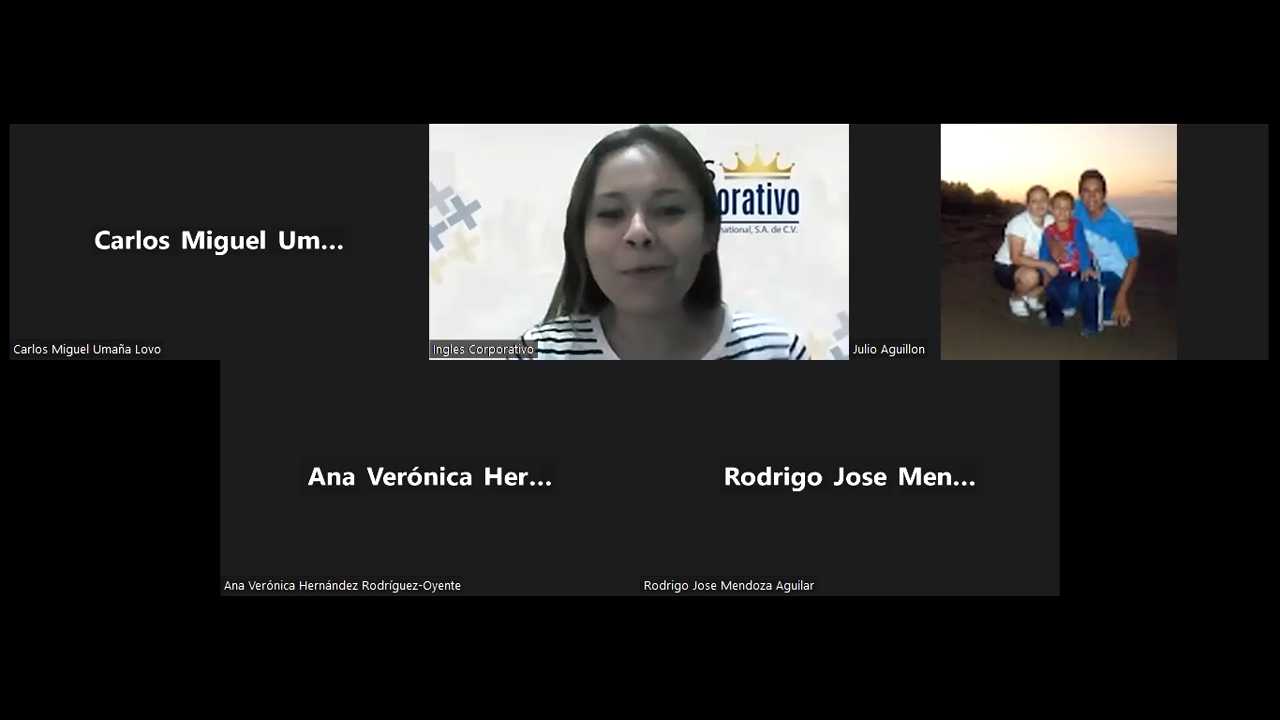 Carlos Miguel Um...
Carlos Miguel Umaña Lovo
S
orativo
national, S.A. de C.V.
Ingles Corporativo
Julio Aguillon
Ana Verónica Her...
Ana Verónica Hernández Rodríguez-Oyente
Rodrigo Jose Men...
Rodrigo Jose Mendoza Aguilar